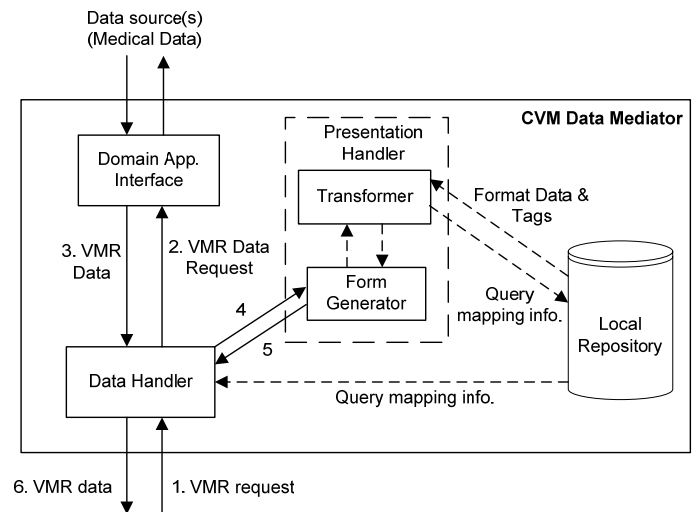 Data source(s)
(Medical Data)
CVM Data Mediator
Presentation
Handler
Domain App.
Interface
Transformer
Format Data &
Tags
3. VMR
Data
2. VMR Data
Request
Form
Generator
Query
mapping info.
Local
Repository
4
5
Data Handler
Query mapping info.
6. VMR data
1. VMR request